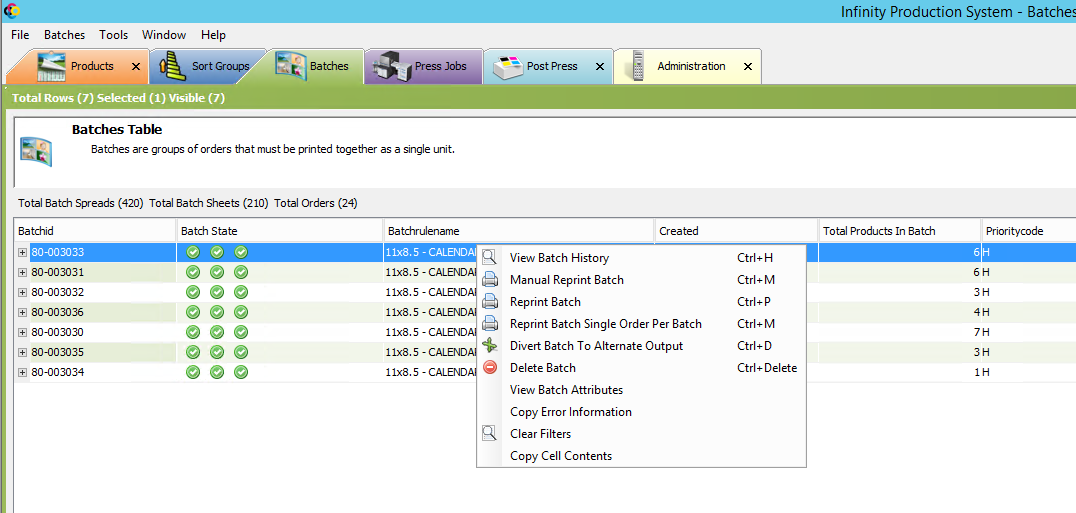 Infinity Production System - Batches
File Batches Tools Window Help
Products Sort Groups Batches Press Jobs Post Press Administration
Total Rows (7) Selected (1) Visible (7)
Batches Table
Batches are groups of orders that must be printed together as a single unit.
Total Batch Spreads (420) Total Batch Sheets (210) Total Orders (24)
Batchid Batch State Batchrulename Created Total Products In Batch Prioritycode
80-003033 11x8.5 - CALENDA 6 H
80-003031 11x8.5 - CALENDA 6 H
80-003032 11x8.5 - CALENDA 3 H
80-003036 11x8.5 - CALENDA 4 H
80-003030 11x8.5 - CALENDA 7 H
80-003035 11x8.5 - CALENDA 3 H
80-003034 11x8.5 - CALENDA 1 H
View Batch History Ctrl+H
Manual Reprint Batch Ctrl+M
Reprint Batch Ctrl+P
Reprint Batch Single Order Per Batch Ctrl+M
Divert Batch To Alternate Output Ctrl+D
Delete Batch Ctrl+Delete
View Batch Attributes
Copy Error Information
Clear Filters
Copy Cell Contents